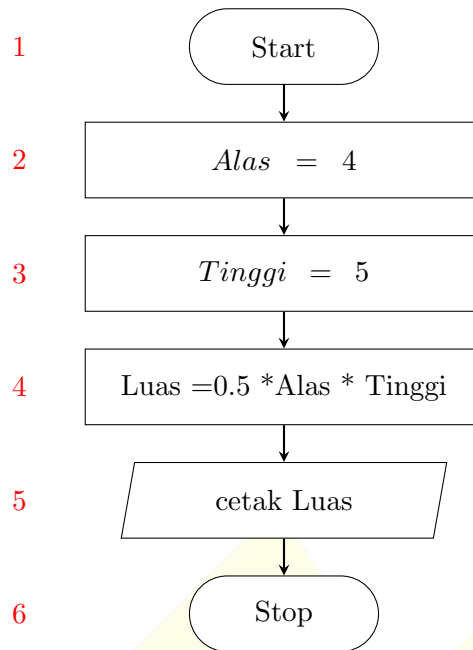 1 Start
2 Alas = 4
3 Tinggi = 5
4 Luas =0.5 *Alas * Tinggi
5 cetak Luas
6 Stop